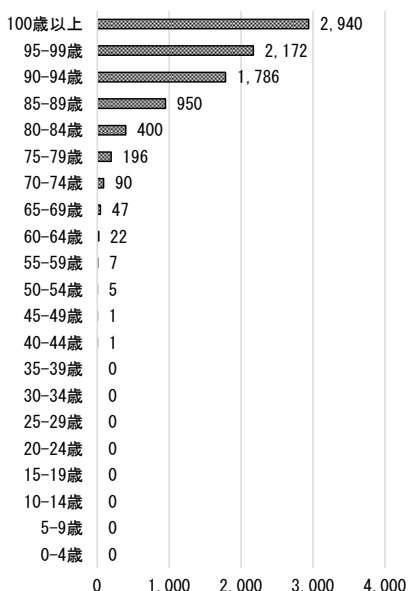 100歳以上 2,940
95-99歳 2,172
90-94歳 1,786
85-89歳 950
80-84歳 400
75-79歳 196
70-74歳 90
65-69歳 47
60-64歳 22
55-59歳 7
50-54歳 5
45-49歳 1
40-44歳 1
35-39歳 0
30-34歳 0
25-29歳 0
20-24歳 0
15-19歳 0
10-14歳 0
5-9歳 0
0-4歳 0
0 1,000 2,000 3,000 4,000